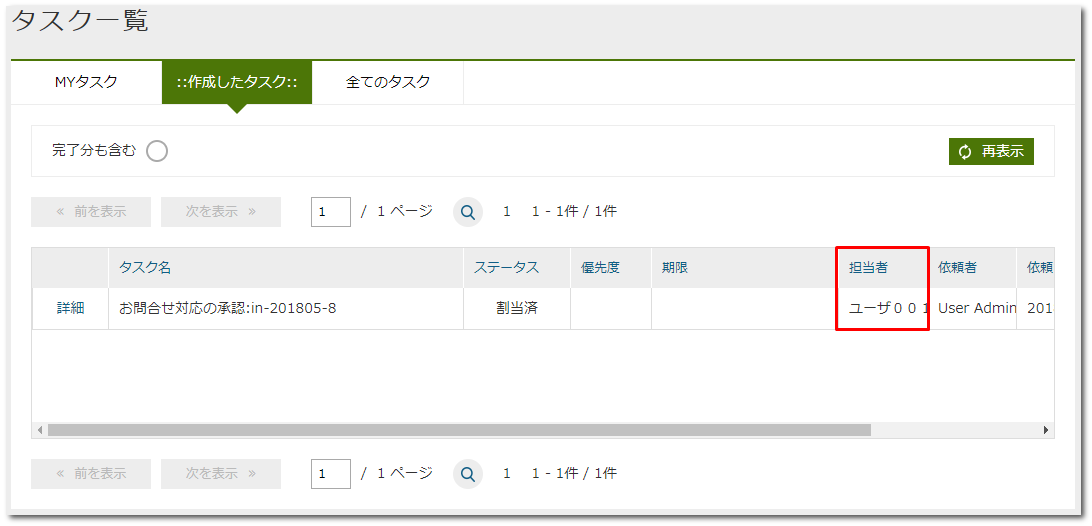 タスク一覧
MYタスク ::作成したタスク:: 全てのタスク
完了分も含む 再表示
« 前を表示 次を表示 » 1 / 1 ページ 1 1 - 1件 / 1件
タスク名 ステータス 優先度 期限 担当者 依頼者 依頼
詳細 お問合せ対応の承認:in-201805-8 割当済 ユーザ００１ User Admin 201
« 前を表示 次を表示 » 1 / 1 ページ 1 1 - 1件 / 1件